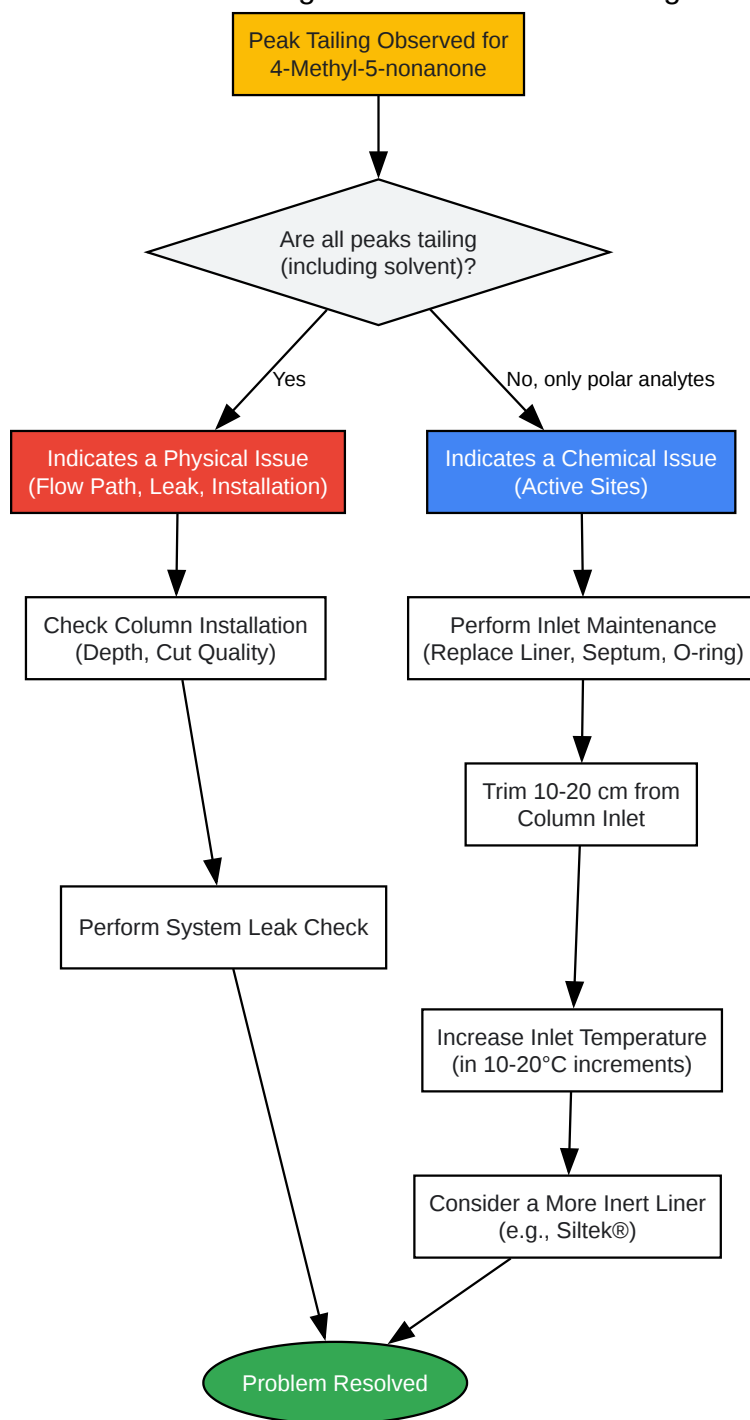 Peak Tailing Observed for
4-Methyl-5-nonanone
Are all peaks tailing
(including solvent)?
Yes
No, only polar analytes
Indicates a Physical Issue
(Flow Path, Leak, Installation)
Indicates a Chemical Issue
(Active Sites)
Check Column Installation
(Depth, Cut Quality)
Perform Inlet Maintenance
(Replace Liner, Septum, O-ring)
Trim 10-20 cm from
Column Inlet
Perform System Leak Check
Increase Inlet Temperature
(in 10-20°C increments)
Consider a More Inert Liner
(e.g., Siltek®)
Problem Resolved